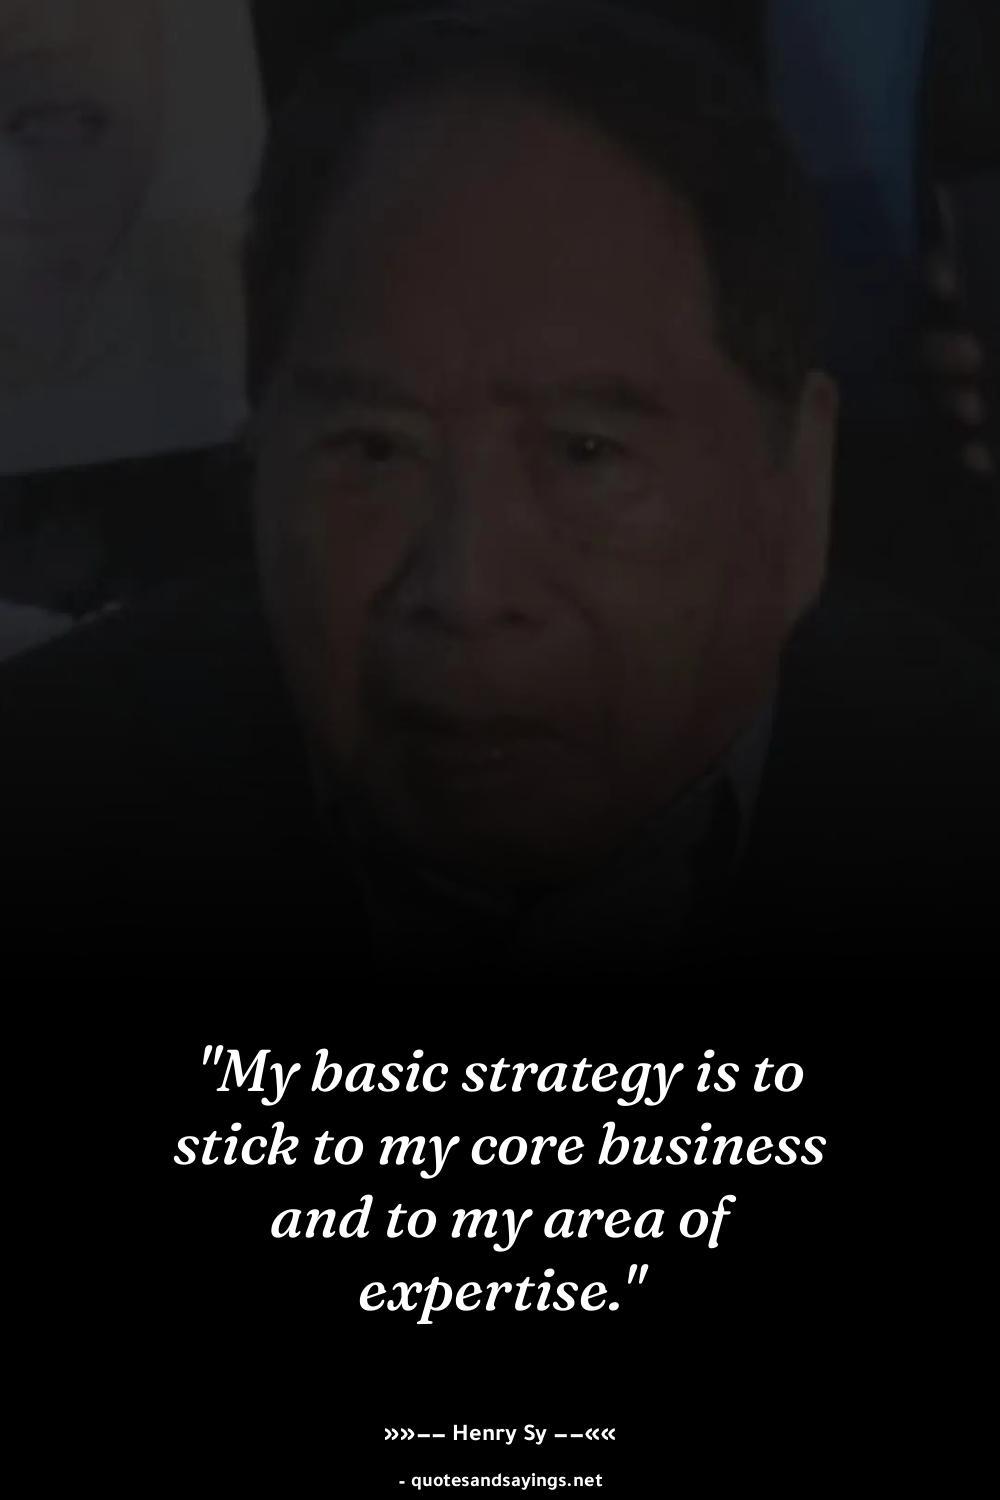 "My basic strategy is to
stick to my core business
and to my area of
expertise."
»»–– Henry Sy ––««
- quotesandsayings.net